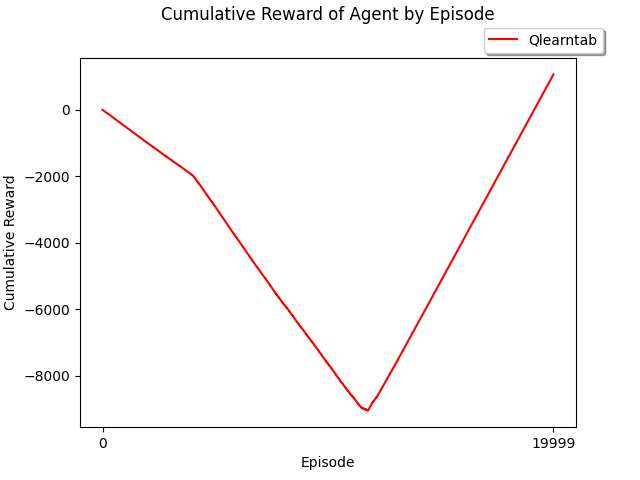 Cumulative Reward of Agent by Episode
Qlearntab
0
−2000
−4000
−6000
−8000
Cumulative Reward
0
19999
Episode